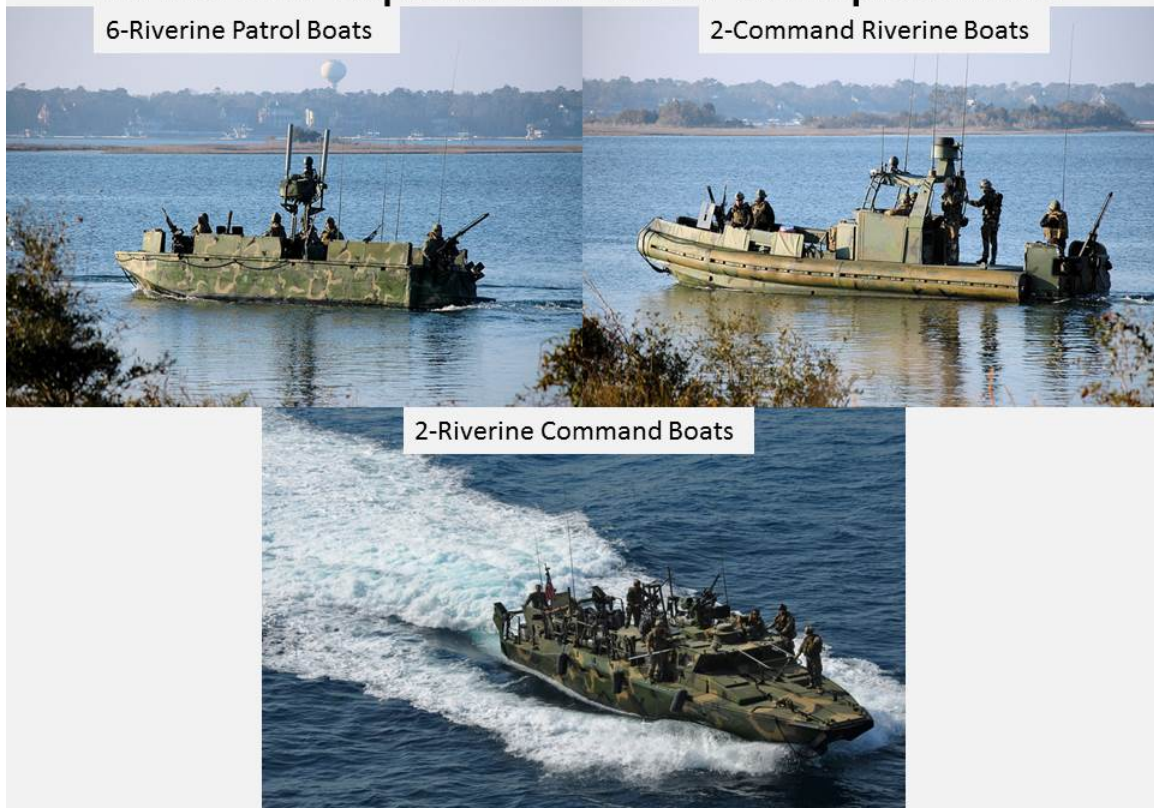 6-Riverine Patrol Boats
2-Command Riverine Boats
2-Riverine Command Boats